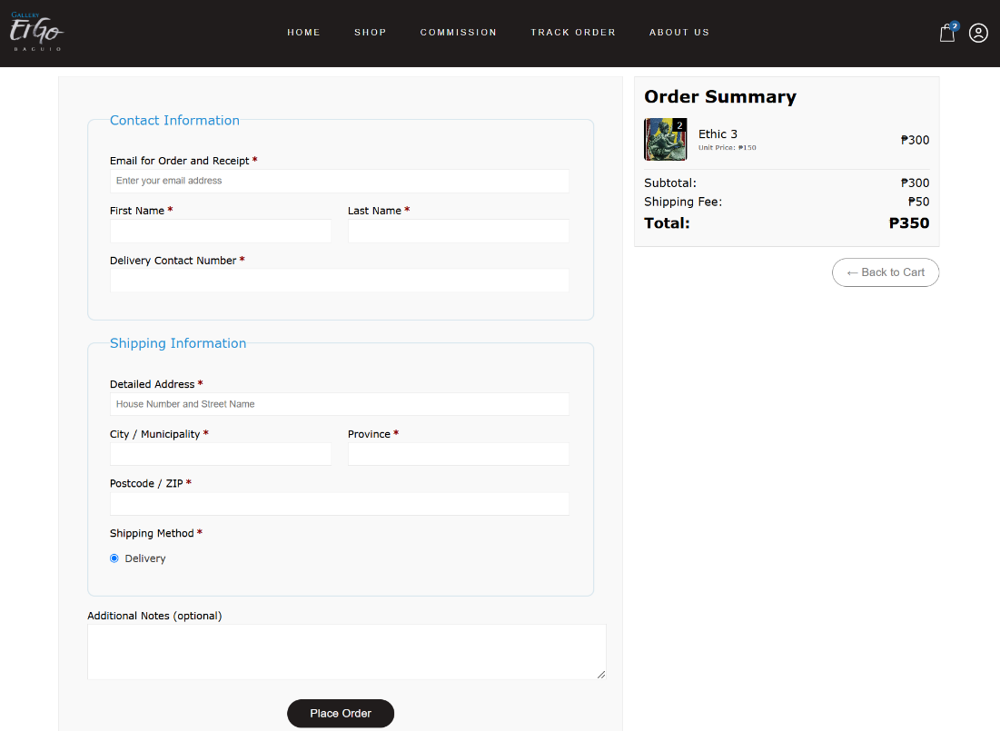 GALLERY
ErGo
BAGUIO
HOME
SHOP
COMMISSION
TRACK ORDER
ABOUT US
2
Contact Information
Email for Order and Receipt *
Enter your email address
First Name *
Last Name *
Delivery Contact Number *
Shipping Information
Detailed Address *
House Number and Street Name
City / Municipality *
Province *
Postcode / ZIP *
Shipping Method *
Delivery
Additional Notes (optional)
Place Order
Order Summary
2
Ethic 3
Unit Price: ₱150
₱300
Subtotal: ₱300
Shipping Fee: ₱50
Total: ₱350
← Back to Cart